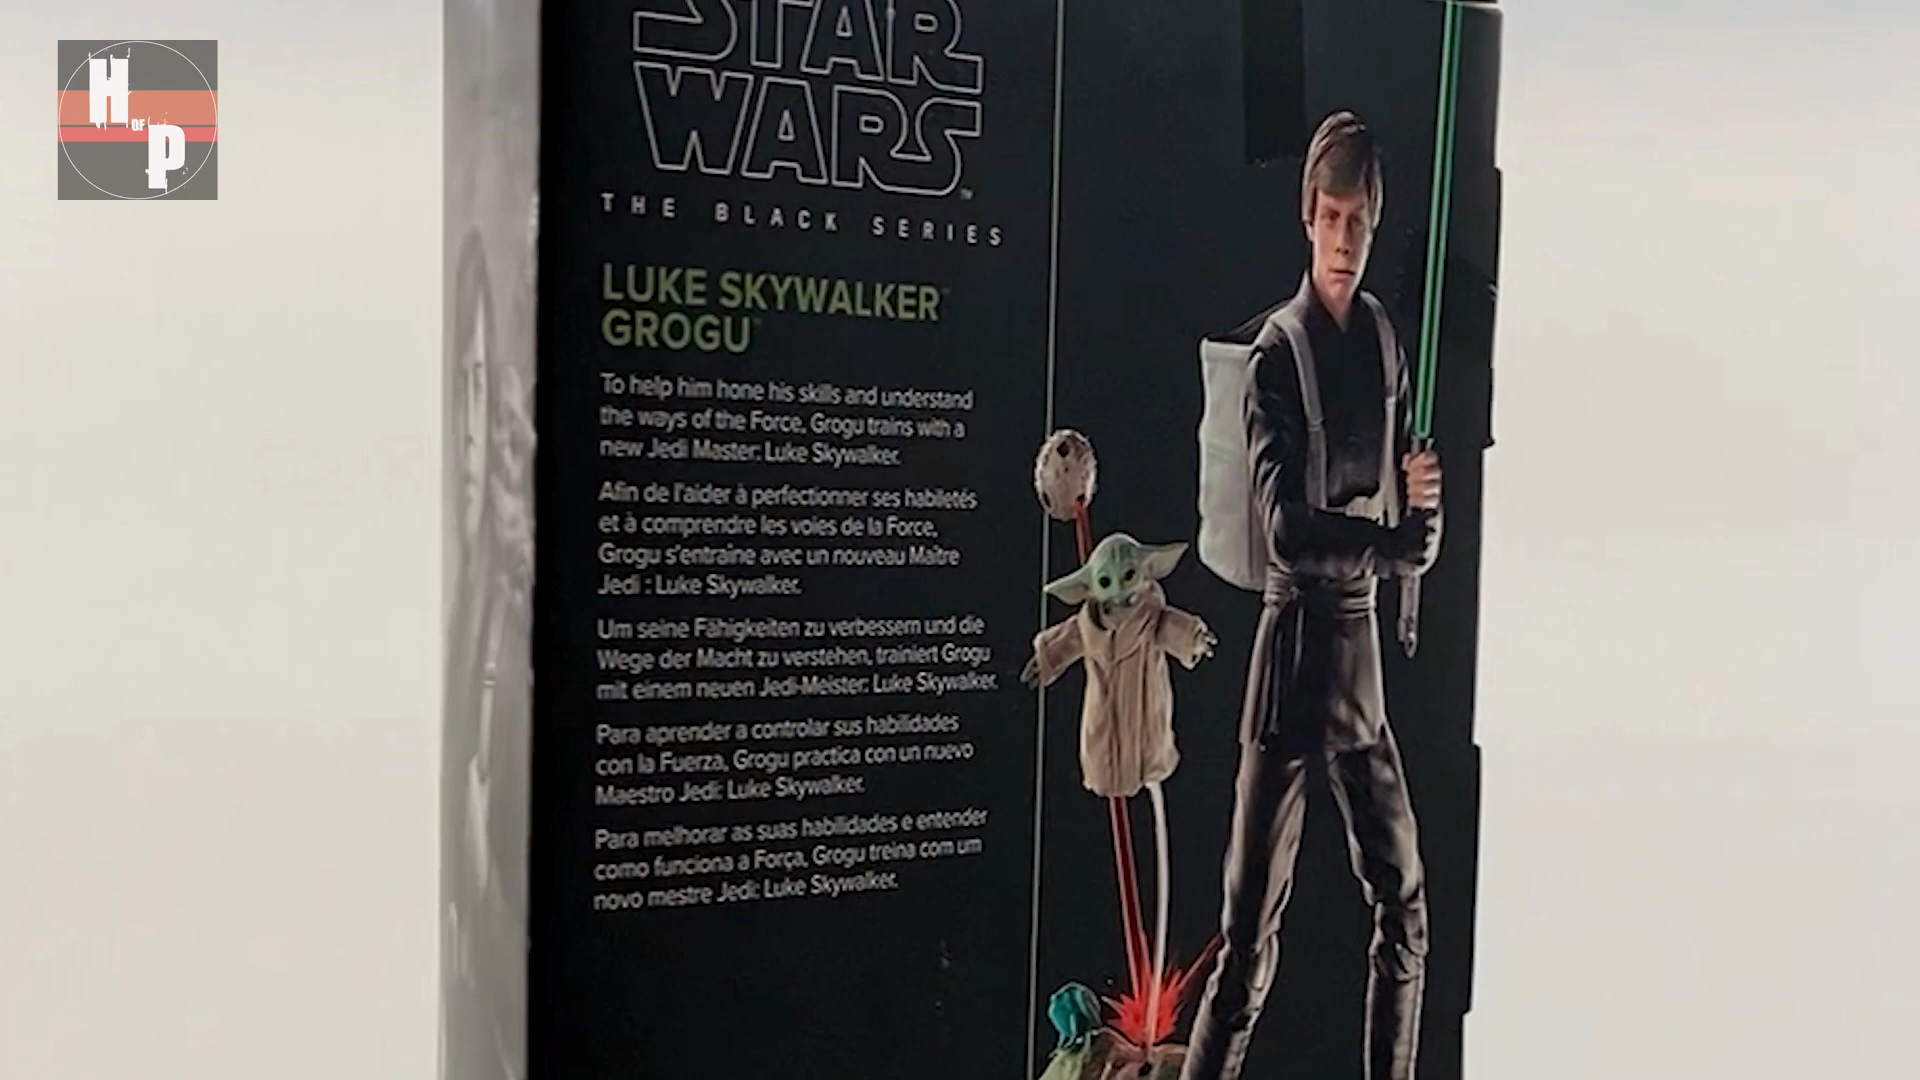 H
OF
P
STAR
WARS™
THE BLACK SERIES
LUKE SKYWALKER™
GROGU™
To help him hone his skills and understand
the ways of the Force, Grogu trains with a
new Jedi Master: Luke Skywalker.
Afin de l'aider à perfectionner ses habiletés
et à comprendre les voies de la Force,
Grogu s'entraîne avec un nouveau Maître
Jedi : Luke Skywalker.
Um seine Fähigkeiten zu verbessern und die
Wege der Macht zu verstehen, trainiert Grogu
mit einem neuen Jedi-Meister: Luke Skywalker.
Para aprender a controlar sus habilidades
con la Fuerza, Grogu practica con un nuevo
Maestro Jedi: Luke Skywalker.
Para melhorar as suas habilidades e entender
como funciona a Força, Grogu treina com um
novo mestre Jedi: Luke Skywalker.